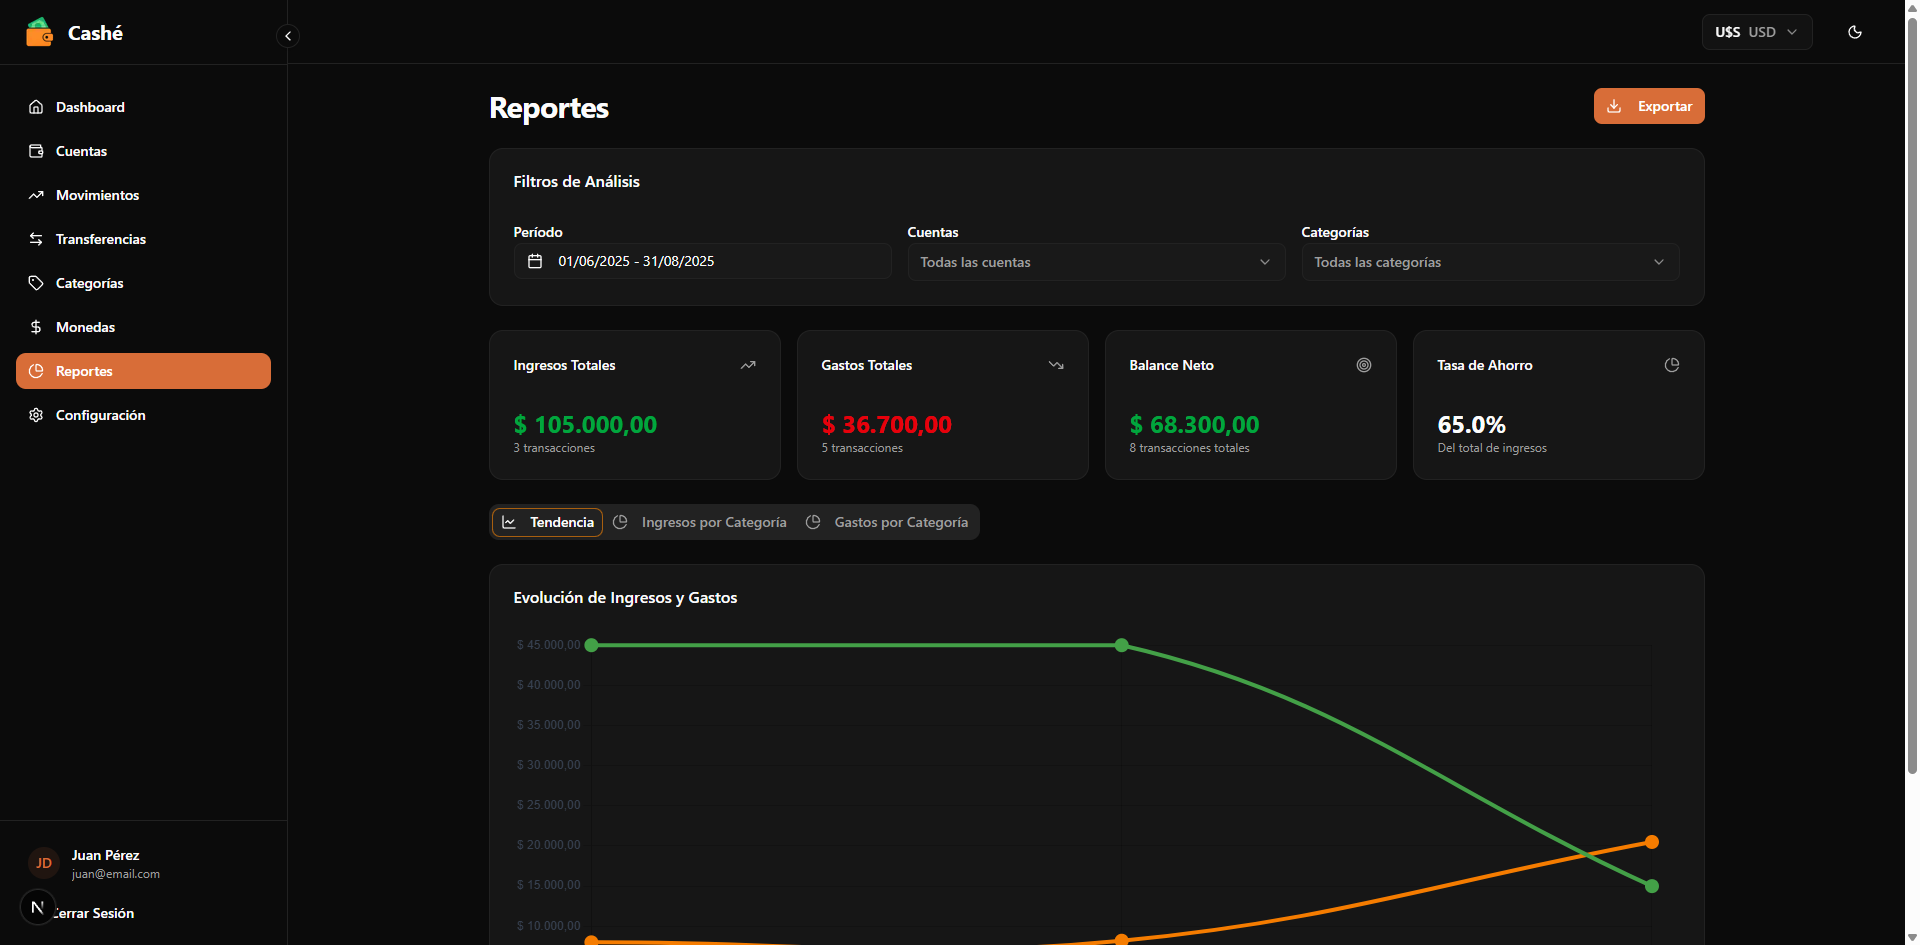 Cashé
U$S USD
Dashboard
Cuentas
Movimientos
Transferencias
Categorías
Monedas
Reportes
Configuración
Juan Pérez
JD
juan@email.com
N
Cerrar Sesión
Reportes
Exportar
Filtros de Análisis
Período
01/06/2025 - 31/08/2025
Cuentas
Todas las cuentas
Categorías
Todas las categorías
Ingresos Totales
$ 105.000,00
3 transacciones
Gastos Totales
$ 36.700,00
5 transacciones
Balance Neto
$ 68.300,00
8 transacciones totales
Tasa de Ahorro
65.0%
Del total de ingresos
Tendencia
Ingresos por Categoría
Gastos por Categoría
Evolución de Ingresos y Gastos
$ 45.000,00
$ 40.000,00
$ 35.000,00
$ 30.000,00
$ 25.000,00
$ 20.000,00
$ 15.000,00
$ 10.000,00